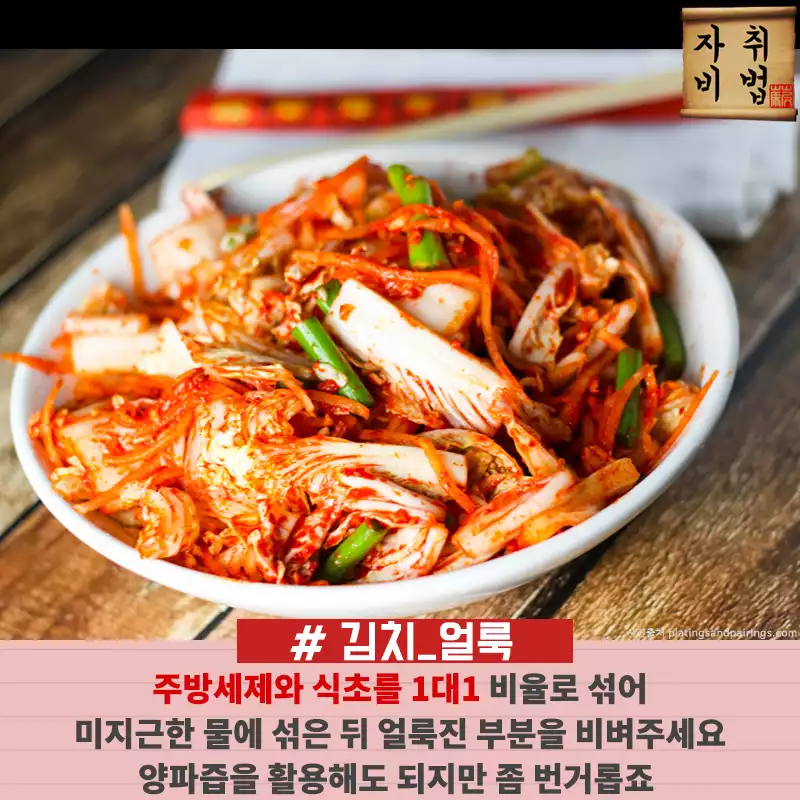 자취
비법
# 김치_얼룩
주방세제와 식초를 1대1 비율로 섞어
미지근한 물에 섞은 뒤 얼룩진 부분을 비벼주세요
양파즙을 활용해도 되지만 좀 번거롭죠
platingsandpairings.com